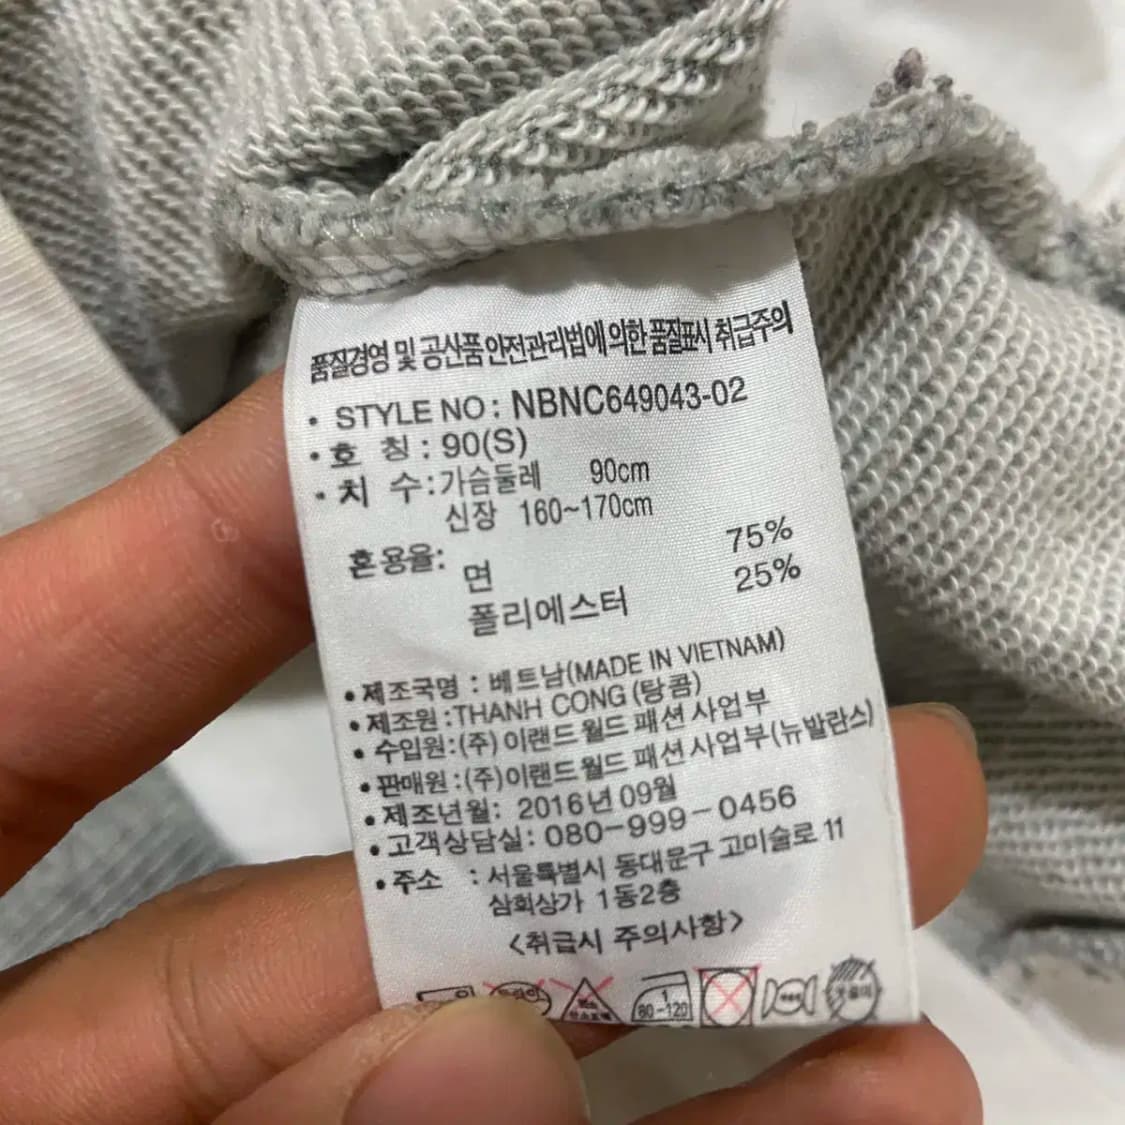 품질경영 및 공산품안전관리법에 의한 품질표시 취급주의
• STYLE NO : NBNC649043-02
• 호 칭 : 90(S)
• 치 수 : 가슴둘레 90cm
신장 160~170cm
혼용율:
면 75%
폴리에스터 25%
• 제조국명 : 베트남(MADE IN VIETNAM)
• 제조원 :THANH CONG (탕콤)
• 수입원:(주) 이랜드월드 패션 사업부
• 판매원 :(주)이랜드월드 패션사업부(뉴발란스)
• 제조년월: 2016년 09월
• 고객상담실: 080-999-0456
• 주소 : 서울특별시 동대문구 고미술로 11
삼희상가 1동2층
<취급시 주의사항>
1
80-120